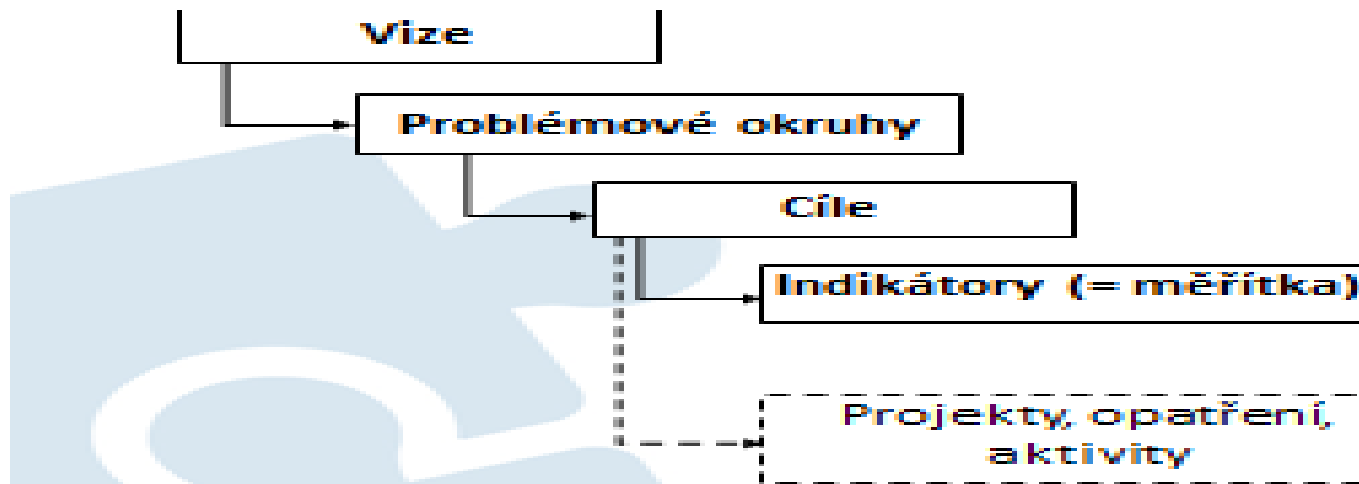 Vize
Problémové okruhy
Cíle
Indikátory (= měřítka)
Projekty, opatření,
aktivity